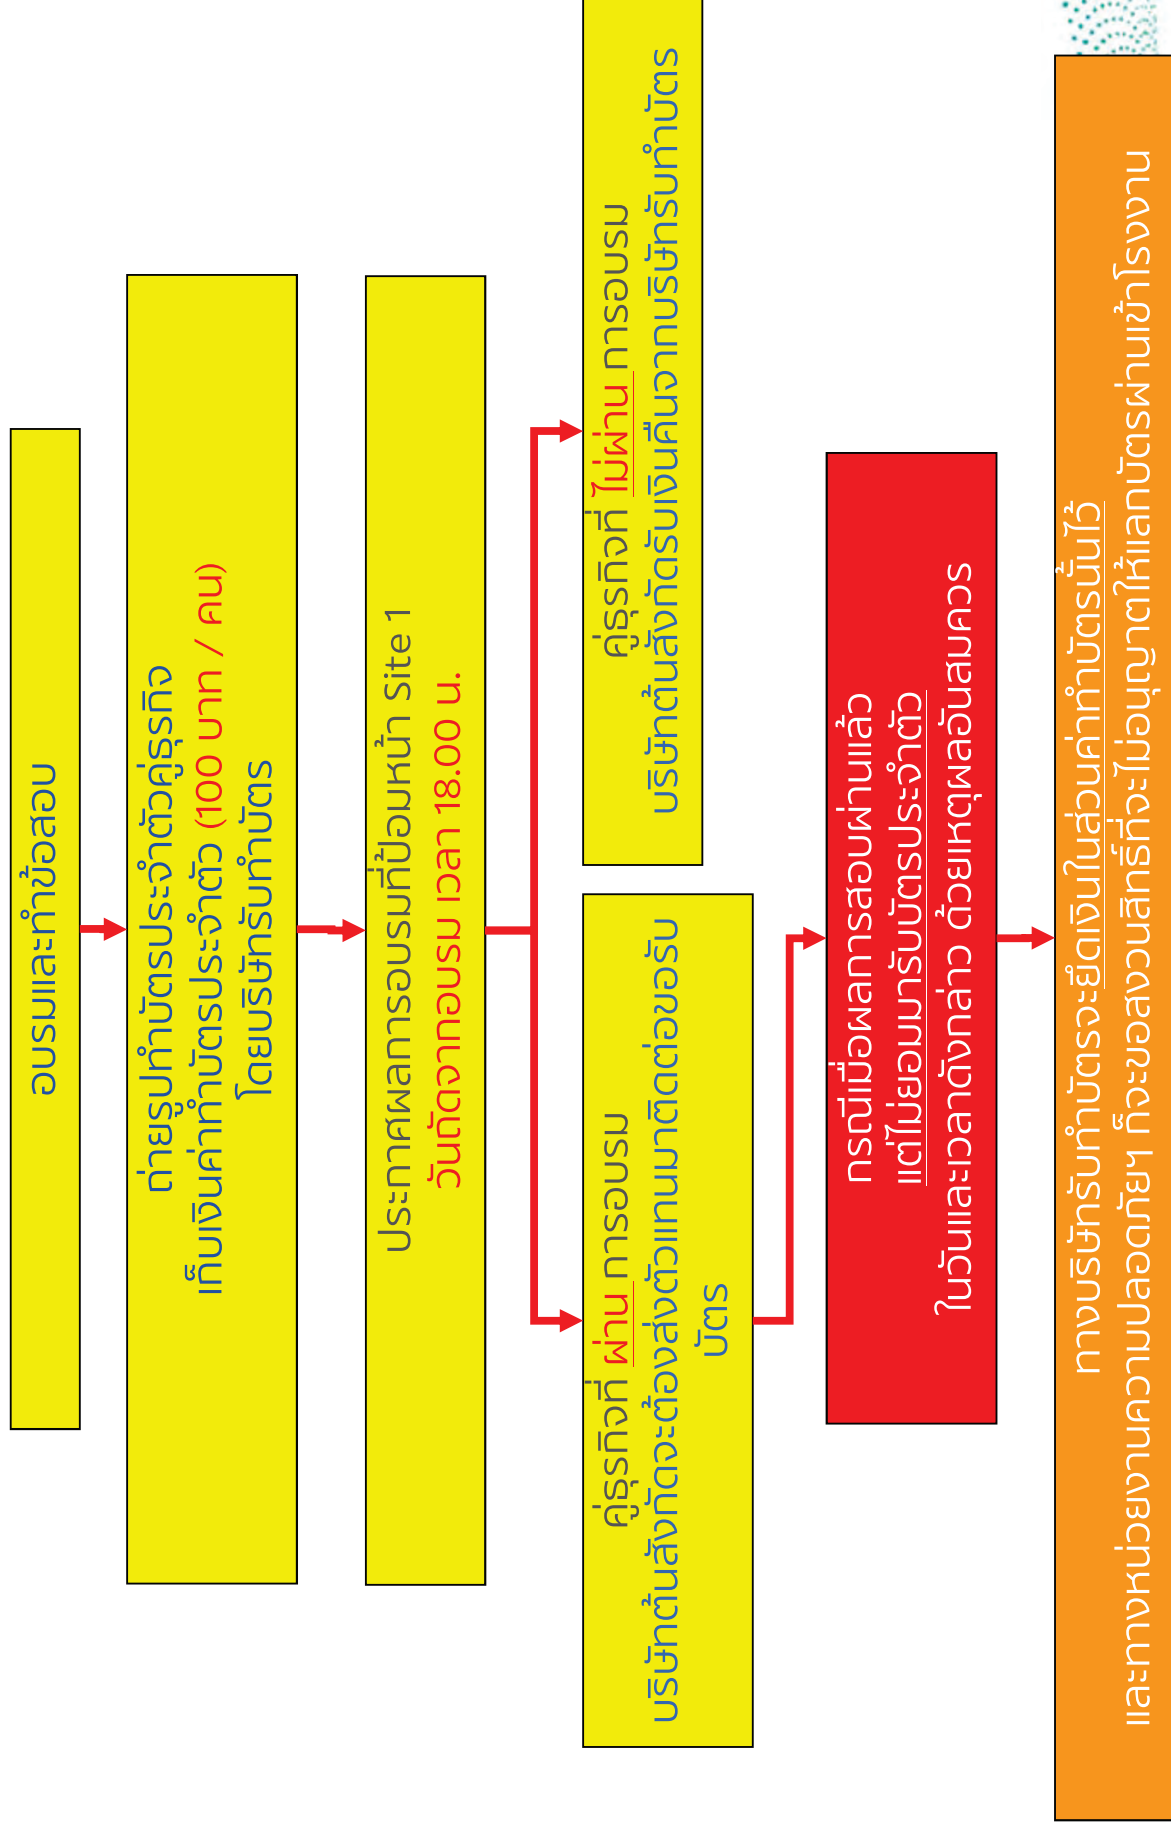 อบรมและทำข้อสอบ
ถ่ายรูปทำบัตรประจำตัวคู่ธุรกิจ
เก็บเงินค่าทำบัตรประจำตัว (100 บาท / คน)
โดยบริษัทรับทำบัตร
ประกาศผลการอบรมที่ป้อมหน้า Site 1
วันถัดจากอบรม เวลา 18.00 น.
คู่ธุรกิจที่ ผ่าน การอบรม
บริษัทต้นสังกัดจะต้องส่งตัวแทนมาติดต่อขอรับ
บัตร
คู่ธุรกิจที่ ไม่ผ่าน การอบรม
บริษัทต้นสังกัดรับเงินคืนจากบริษัทรับทำบัตร
กรณีเมื่อผลการสอบผ่านแล้ว
แต่ไม่ยอมมารับบัตรประจำตัว
ในวันและเวลาดังกล่าว ด้วยเหตุผลอันสมควร
ทางบริษัทรับทำบัตรจะยึดเงินในส่วนค่าทำบัตรนั้นไว้
และทางหน่วยงานความปลอดภัยฯ ก็จะขอสงวนสิทธิ์ที่จะไม่อนุญาตให้แลกบัตรผ่านเข้าโรงงาน